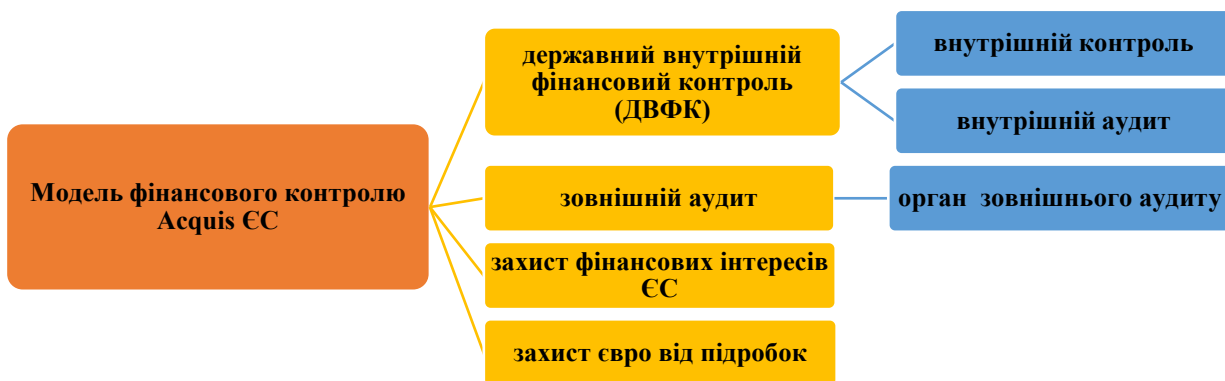 Модель фінансового контролю
Acquis ЄС
державний внутрішній
фінансовий контроль
(ДВФК)
внутрішній контроль
внутрішній аудит
зовнішній аудит
орган зовнішнього аудиту
захист фінансових інтересів
ЄС
захист євро від підробок